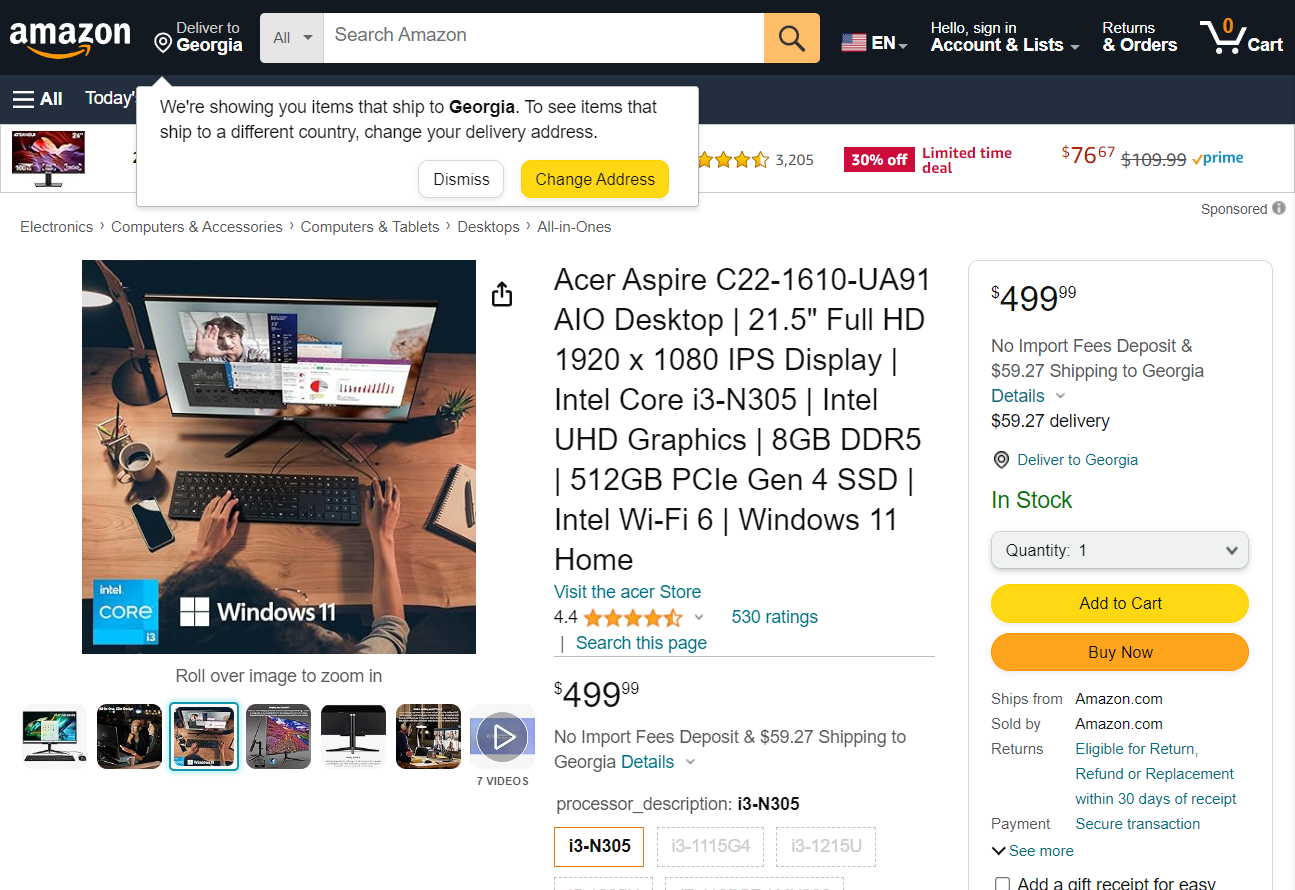 amazon
Deliver to
Georgia
All
Search Amazon
EN
Hello, sign in
Account & Lists
Returns
& Orders
0
Cart
All
Today'
We're showing you items that ship to Georgia. To see items that
ship to a different country, change your delivery address.
Dismiss
Change Address
24"
100%
3,205
30% off
Limited time
deal
$7667
$109.99
prime
Sponsored
Electronics › Computers & Accessories › Computers & Tablets › Desktops › All-in-Ones
intel.
CORE
i3
Windows 11
Roll over image to zoom in
7 VIDEOS
Acer Aspire C22-1610-UA91
AIO Desktop | 21.5" Full HD
1920 x 1080 IPS Display |
Intel Core i3-N305 | Intel
UHD Graphics | 8GB DDR5
| 512GB PCIe Gen 4 SSD |
Intel Wi-Fi 6 | Windows 11
Home
Visit the acer Store
4.4
530 ratings
| Search this page
$49999
No Import Fees Deposit & $59.27 Shipping to
Georgia Details
processor_description: i3-N305
i3-N305
i3-1115G4
i3-1215U
$49999
No Import Fees Deposit &
$59.27 Shipping to Georgia
Details
$59.27 delivery
Deliver to Georgia
In Stock
Quantity: 1
Add to Cart
Buy Now
Ships from Amazon.com
Sold by Amazon.com
Returns Eligible for Return,
Refund or Replacement
within 30 days of receipt
Payment Secure transaction
See more
Add a gift receipt for easy